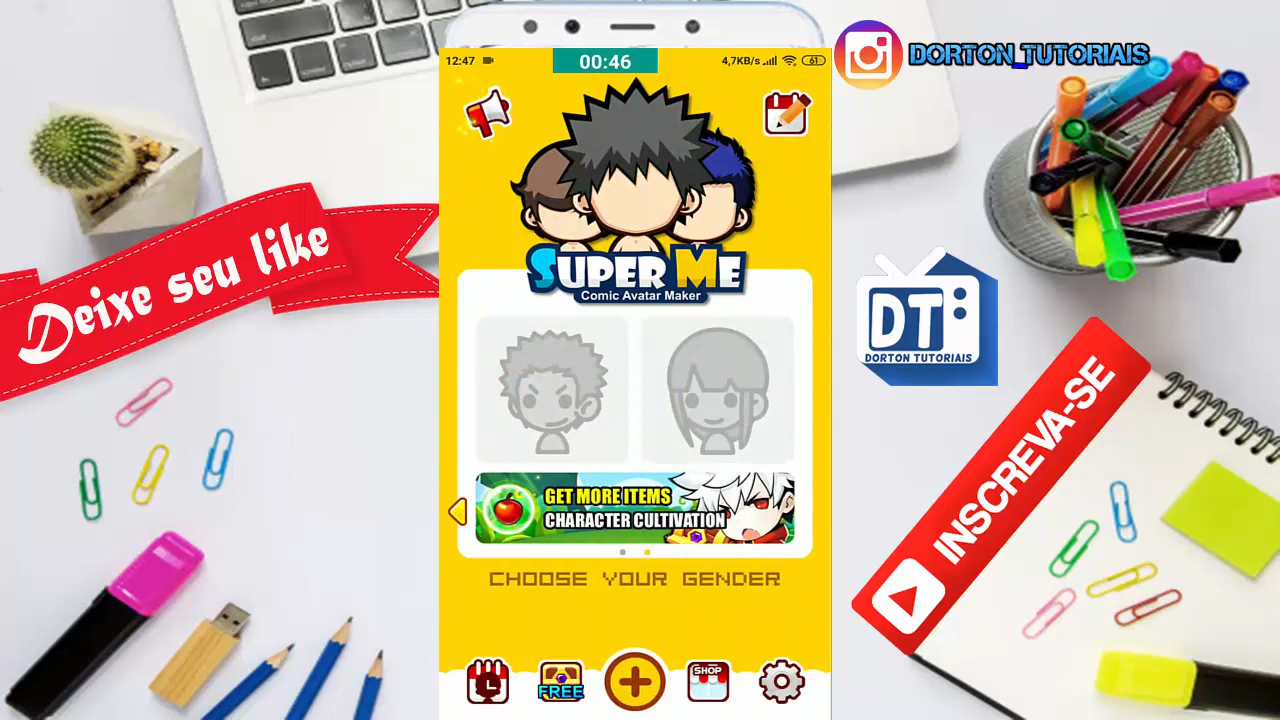 12:47
00:46
4,7KB/s
61
DORTON_TUTORIAIS
Deixe seu like
SUPER ME
Comic Avatar Maker
DT
DORTON TUTORIAIS
INSCREVA-SE
GET MORE ITEMS
CHARACTER CULTIVATION
CHOOSE YOUR GENDER
FREE
SHOP